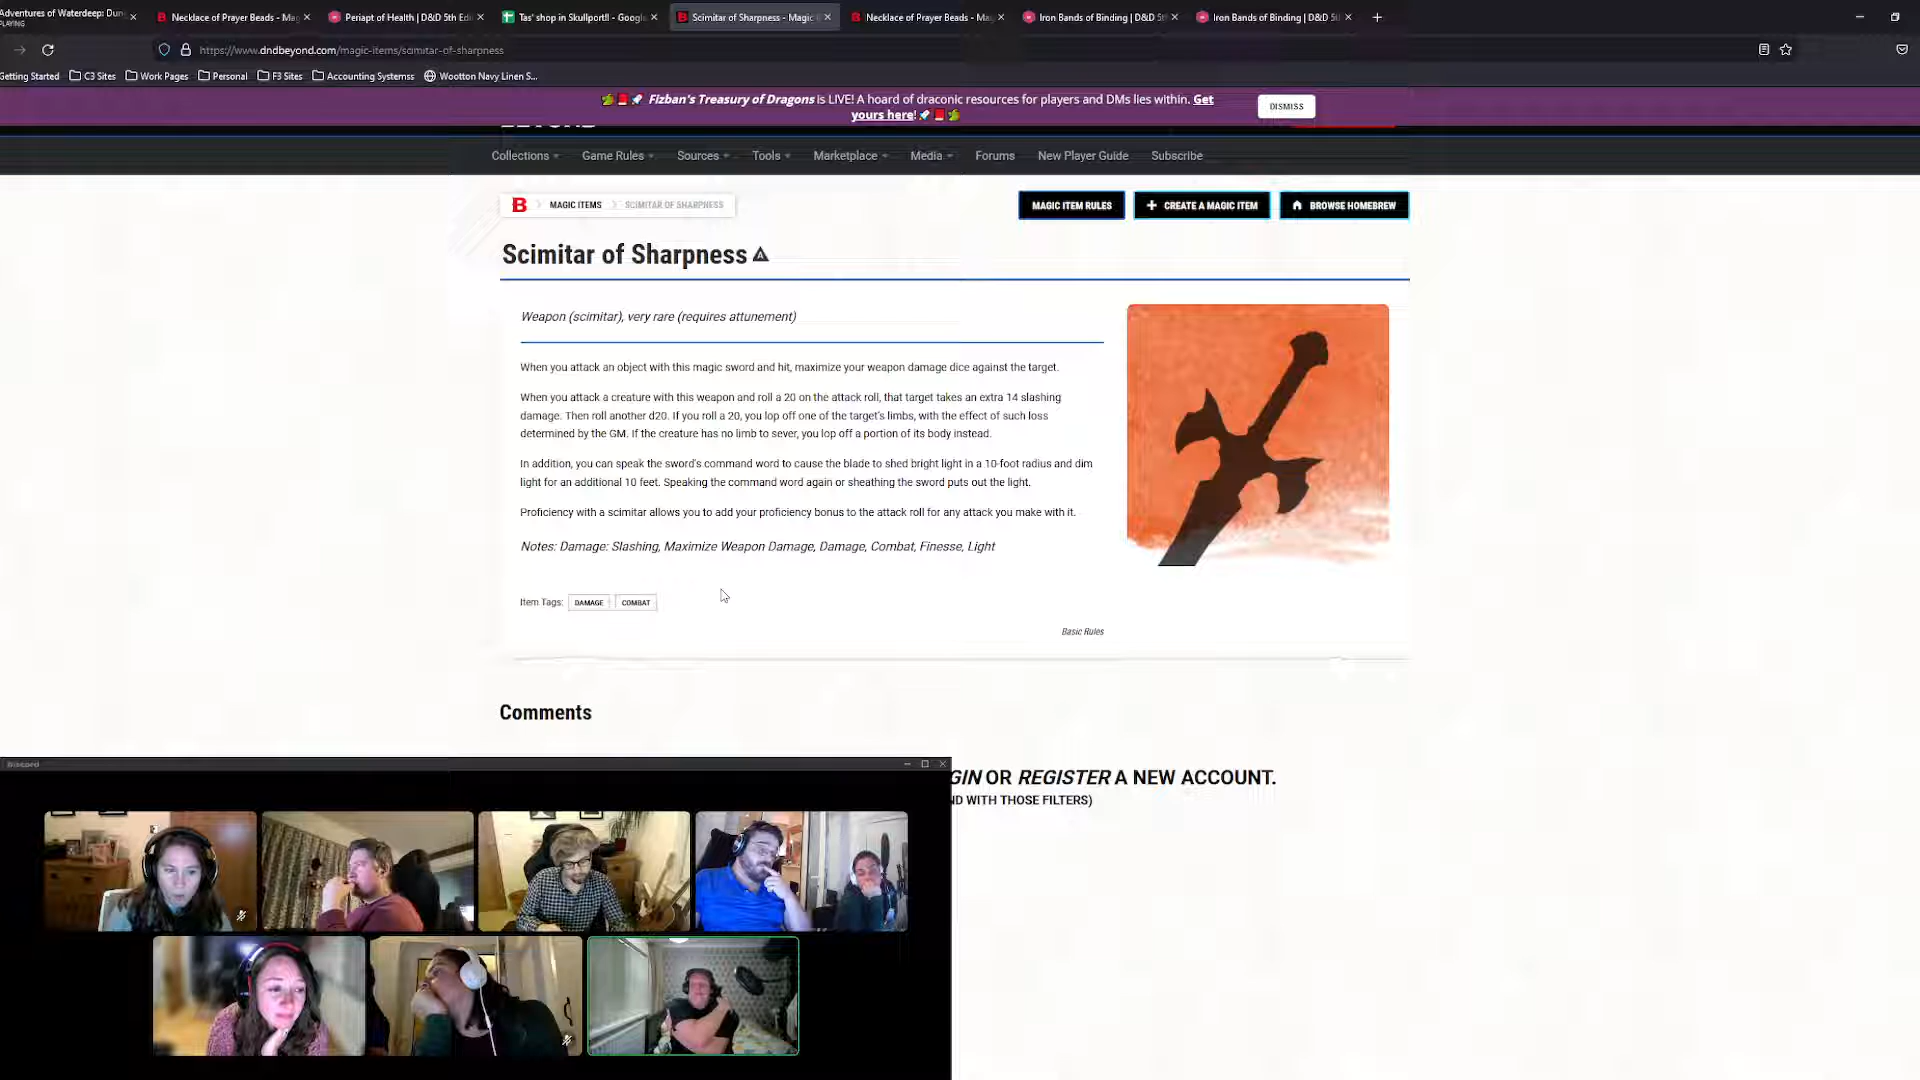 Adventures of Waterdeep: Dun
PLAYING
Necklace of Prayer Beads - Ma
Periapt of Health | D&D 5th Edi
Tas' shop in Skullport!! - Googl
Scimitar of Sharpness - Magic I
Necklace of Prayer Beads - Ma
Iron Bands of Binding | D&D 5t
Iron Bands of Binding | D&D 5t
https://www.dndbeyond.com/magic-items/scimitar-of-sharpness
Getting Started
C3 Sites
Work Pages
Personal
F3 Sites
Accounting Systemss
Wootton Navy Linen S...
Fizban's Treasury of Dragons is LIVE! A hoard of draconic resources for players and DMs lies within. Get
yours here!
DISMISS
BEYOND
Collections
Game Rules
Sources
Tools
Marketplace
Media
Forums
New Player Guide
Subscribe
B
MAGIC ITEMS
SCIMITAR OF SHARPNESS
MAGIC ITEM RULES
CREATE A MAGIC ITEM
BROWSE HOMEBREW
Scimitar of Sharpness
Weapon (scimitar), very rare (requires attunement)
When you attack an object with this magic sword and hit, maximize your weapon damage dice against the target.
When you attack a creature with this weapon and roll a 20 on the attack roll, that target takes an extra 14 slashing
damage. Then roll another d20. If you roll a 20, you lop off one of the target's limbs, with the effect of such loss
determined by the GM. If the creature has no limb to sever, you lop off a portion of its body instead.
In addition, you can speak the sword's command word to cause the blade to shed bright light in a 10-foot radius and dim
light for an additional 10 feet. Speaking the command word again or sheathing the sword puts out the light.
Proficiency with a scimitar allows you to add your proficiency bonus to the attack roll for any attack you make with it.
Notes: Damage: Slashing, Maximize Weapon Damage, Damage, Combat, Finesse, Light
Item Tags: DAMAGE COMBAT
Basic Rules
Comments
Discord
GIN OR REGISTER A NEW ACCOUNT.
ND WITH THOSE FILTERS)